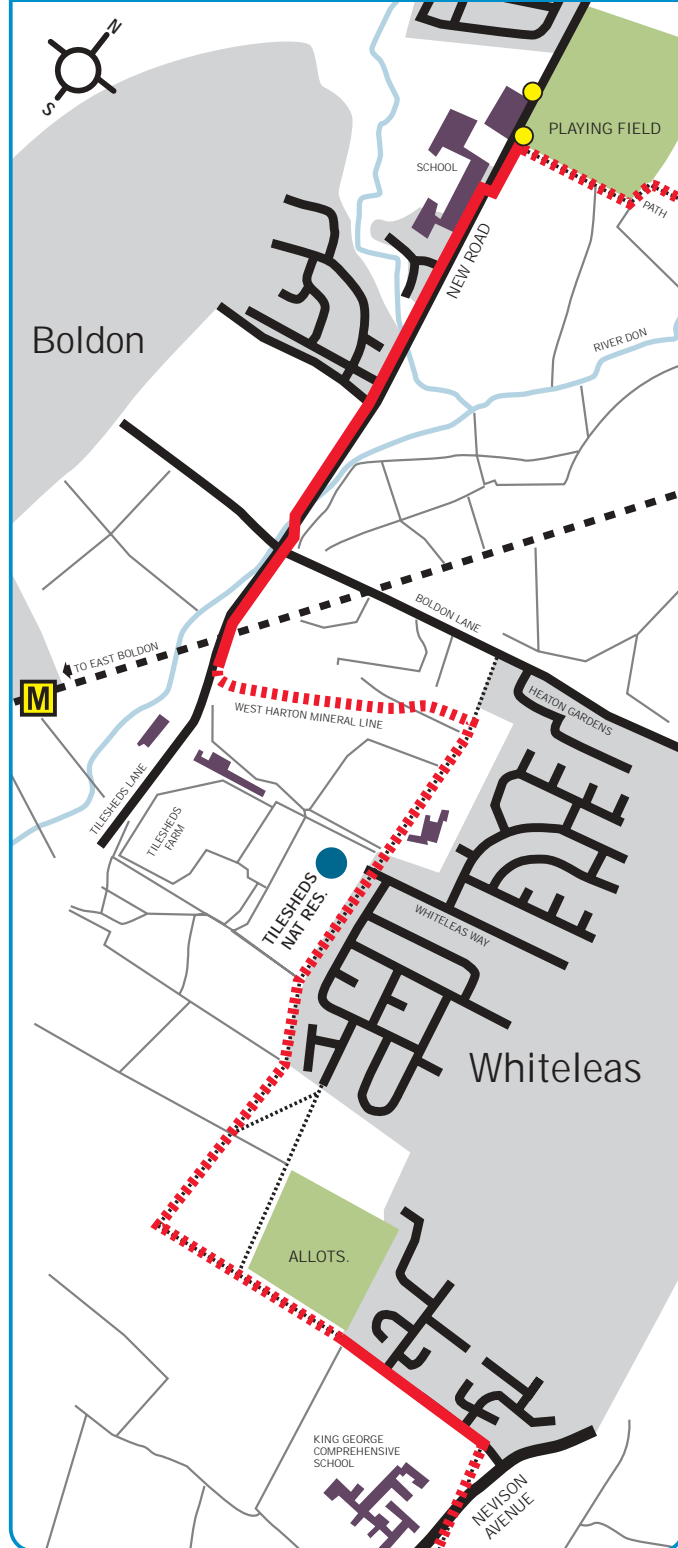 N
S
PLAYING FIELD
SCHOOL
PATH
NEW ROAD
Boldon
RIVER DON
BOLDON LANE
TO EAST BOLDON
M
HEATON GARDENS
WEST HARTON MINERAL LINE
TILESHEDS LANE
TILESHEDS
FARM
TILESHEDS
NAT RES.
WHITELEAS WAY
Whiteleas
ALLOTS.
KING GEORGE
COMPREHENSIVE
SCHOOL
NEVISON
AVENUE